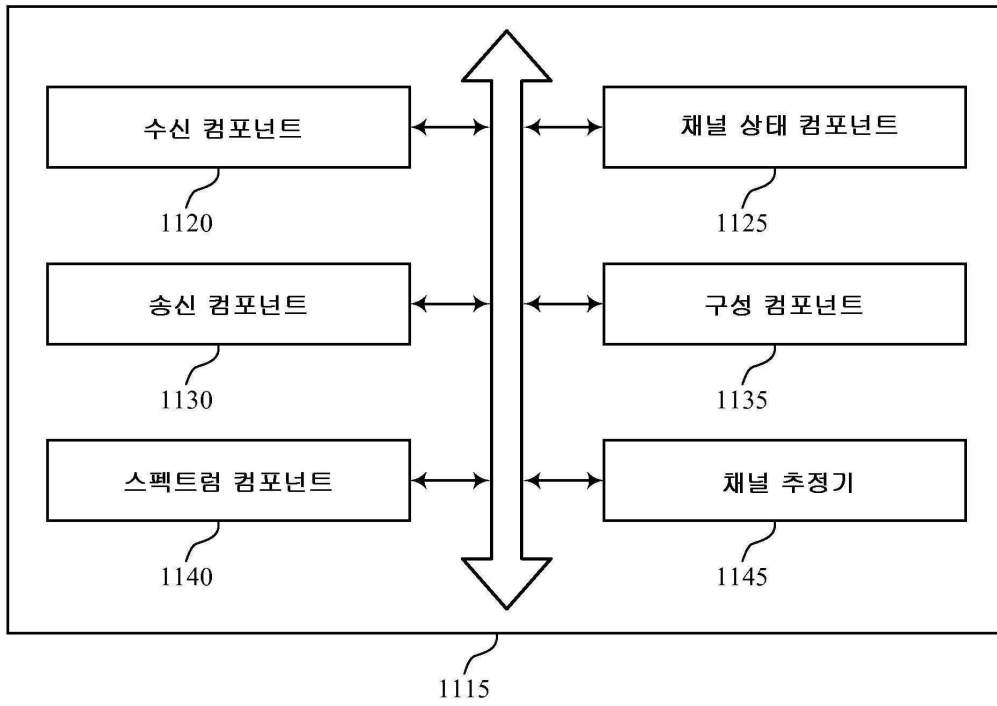 수신 컴포넌트
1120
채널 상태 컴포넌트
1125
송신 컴포넌트
1130
구성 컴포넌트
1135
스펙트럼 컴포넌트
1140
채널 추정기
1145
1115